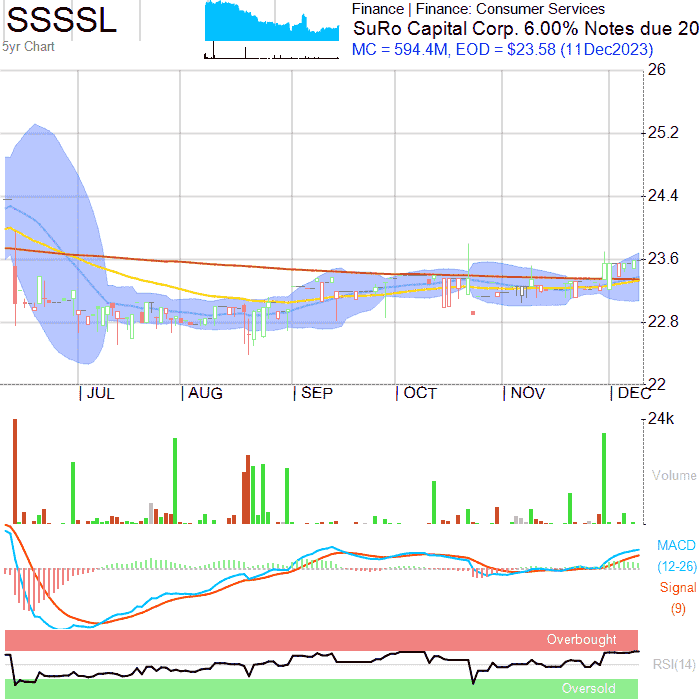 SSSSL
5yr Chart
Finance | Finance: Consumer Services
SuRo Capital Corp. 6.00% Notes due 20
MC = 594.4M, EOD = $23.58 (11Dec2023)
26
25.2
24.4
23.6
22.8
22
JUL AUG SEP OCT NOV DEC
24k
Volume
MACD
(12-26)
Signal
(9)
Overbought
RSI(14)
Oversold